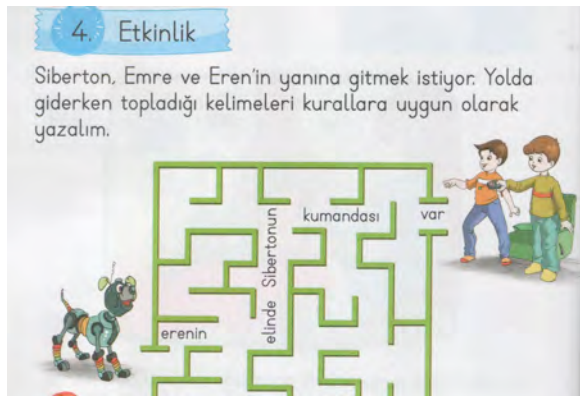 4. Etkinlik
Siberton, Emre ve Eren'in yanına gitmek istiyor. Yolda
giderken topladığı kelimeleri kurallara uygun olarak
yazalım.
erenin
elinde Sibertonun
kumandası
var